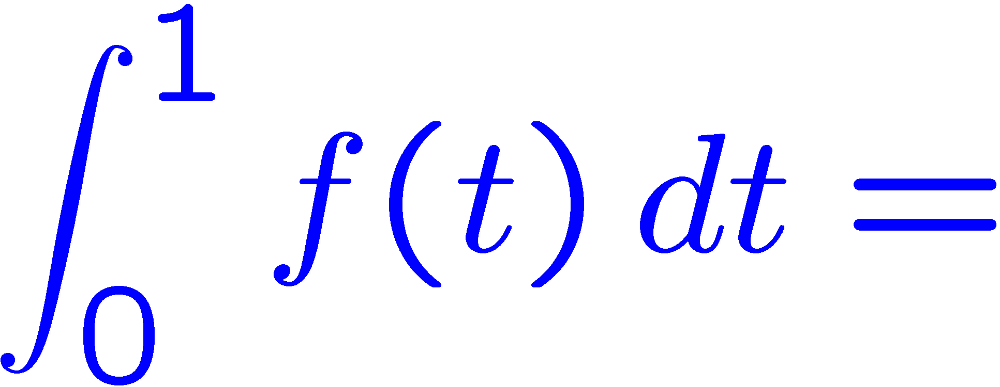 ∫₀¹ f(t) dt =